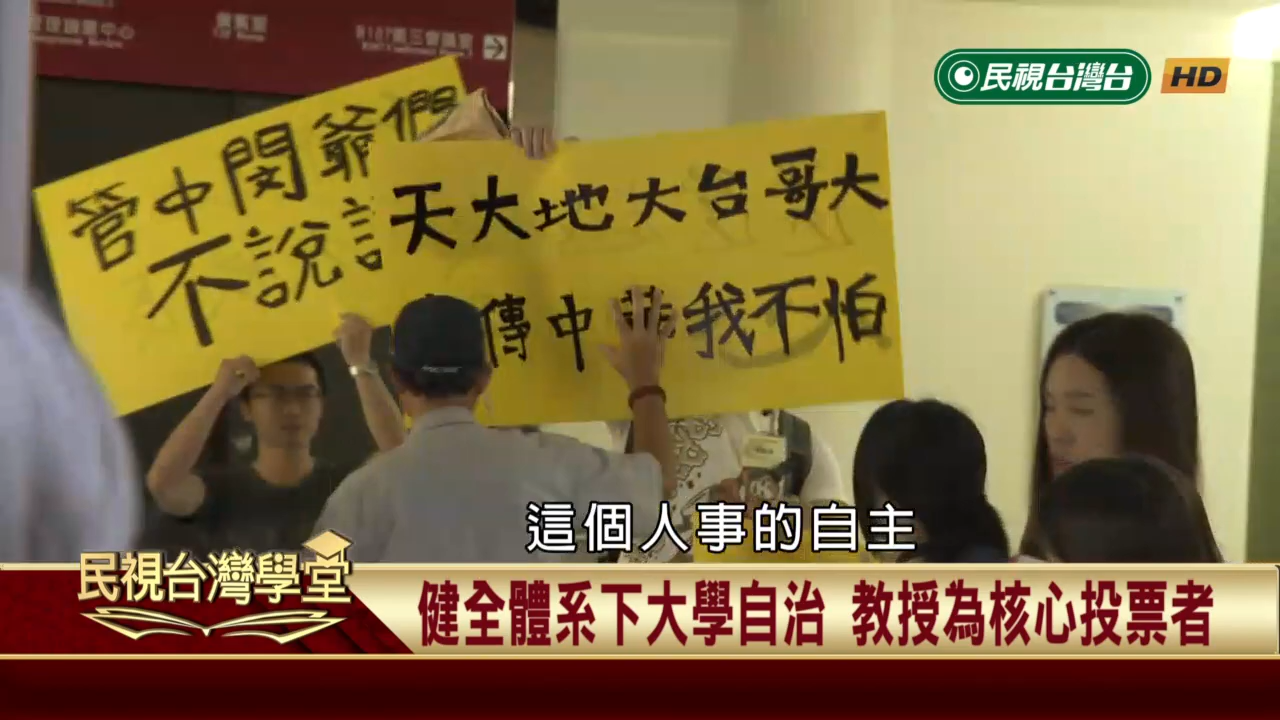 民視台灣台 HD
管中閔爺們
不說
天大地大台哥大
傳中 我不怕
這個人事的自主
民視台灣學堂
健全體系下大學自治 教授為核心投票者